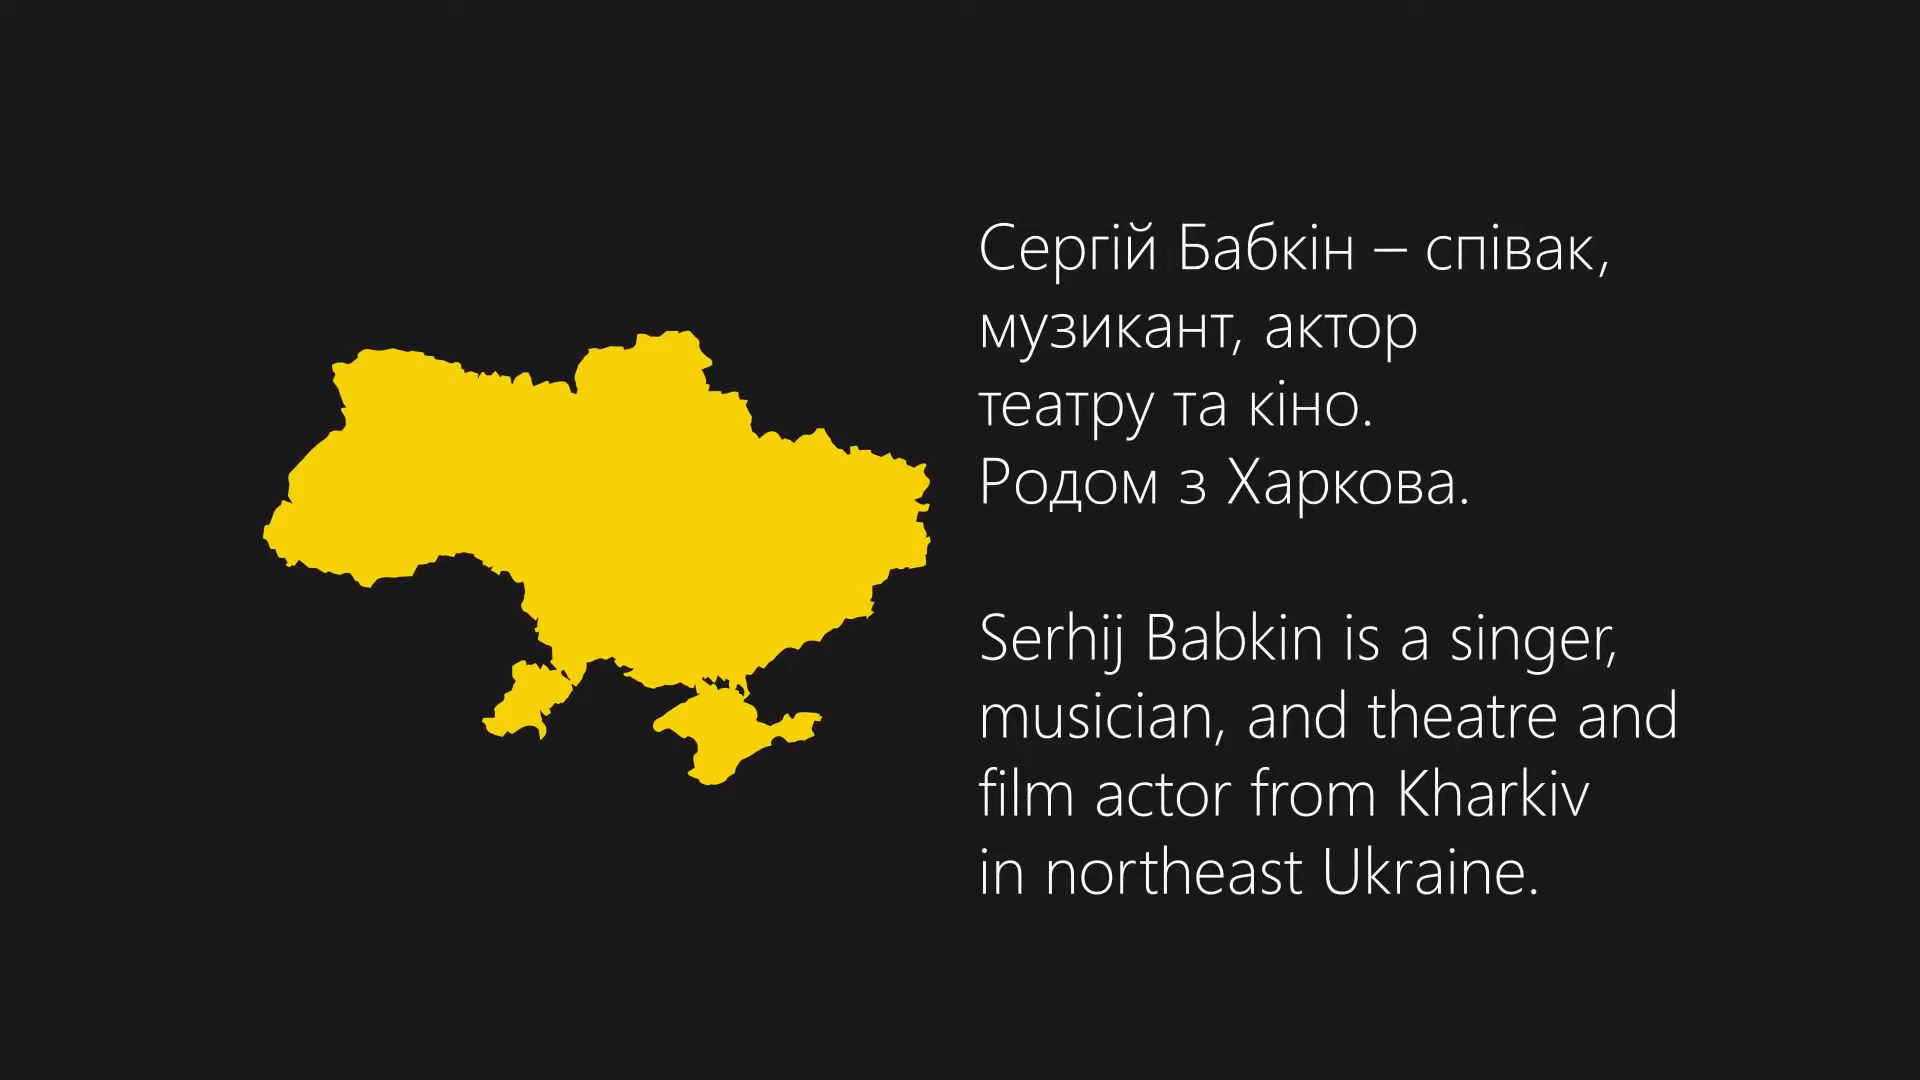 Сергій Бабкін – співак,
музикант, актор
театру та кіно.
Родом з Харкова.
Serhij Babkin is a singer,
musician, and theatre and
film actor from Kharkiv
in northeast Ukraine.